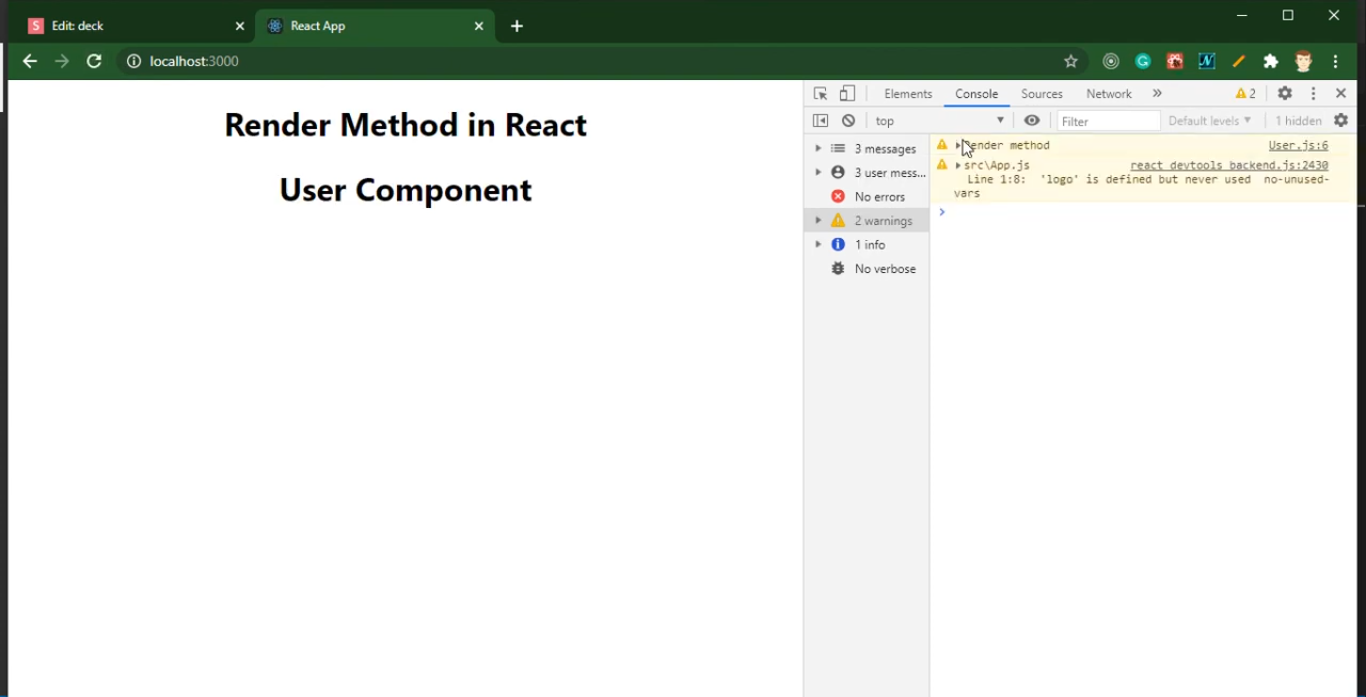 S Edit: deck
React App
localhost:3000
Render Method in React
User Component
Elements Console Sources Network » 2
top Filter Default levels 1 hidden
3 messages
3 user mess...
No errors
2 warnings
1 info
No verbose
Render method User.js:6
src\App.js react devtools backend.js:2430
Line 1:8: 'logo' is defined but never used no-unused-
vars